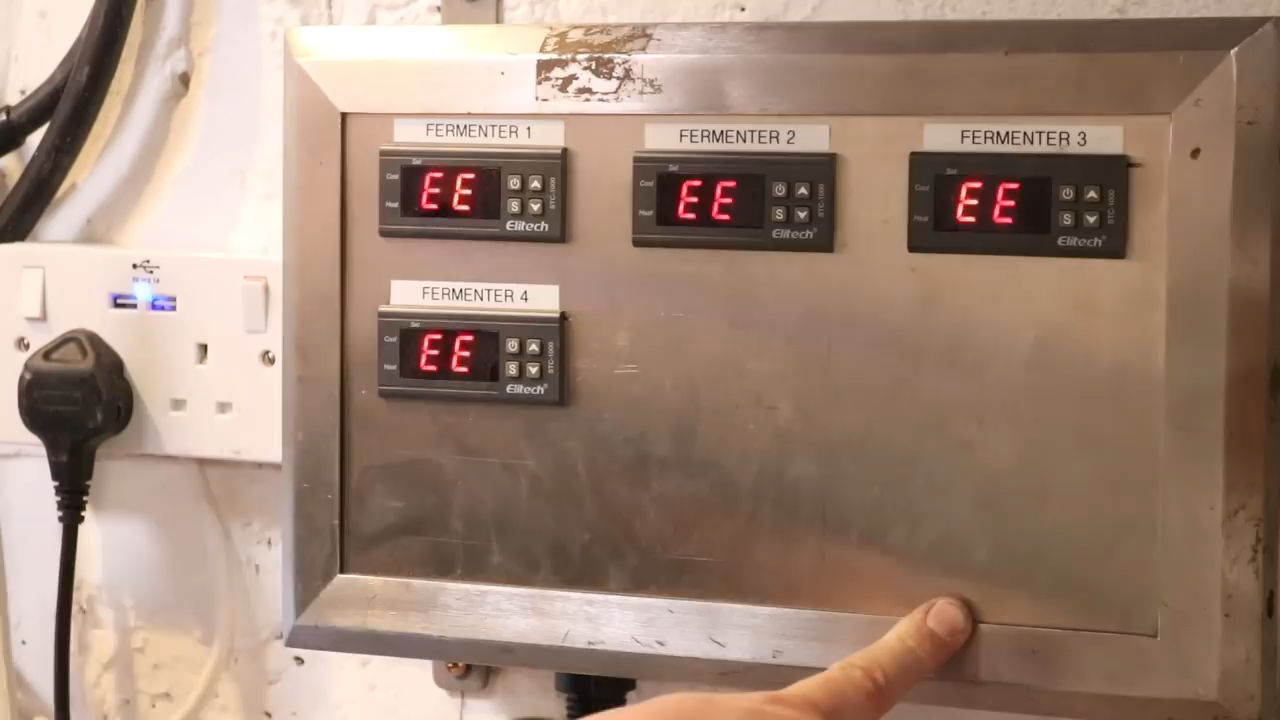 FERMENTER 1
FERMENTER 2
FERMENTER 3
Set
Cool
EE
Heat
S
STC-1000
Elitech
Set
Cool
EE
Heat
S
STC-1000
Elitech®
Set
Cool
EE
Heat
S
STC-1000
Elitech®
FERMENTER 4
Set
Cool
EE
Heat
S
STC-1000
Elitech®